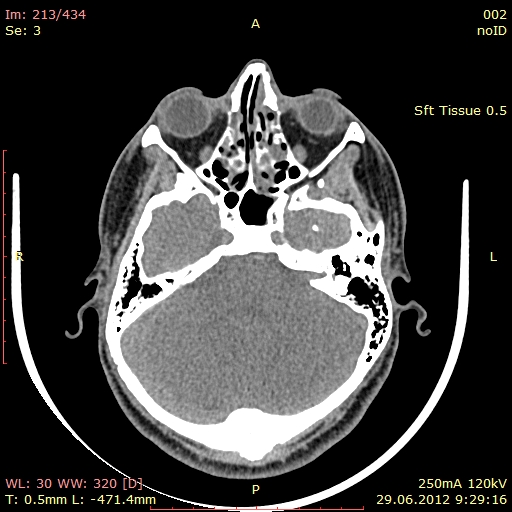 Im: 213/434
Se: 3
A
002
noID
Sft Tissue 0.5
R
L
WL: 30 WW: 320 [D]
T: 0.5mm L: -471.4mm
P
250mA 120kV
29.06.2012 9:29:16